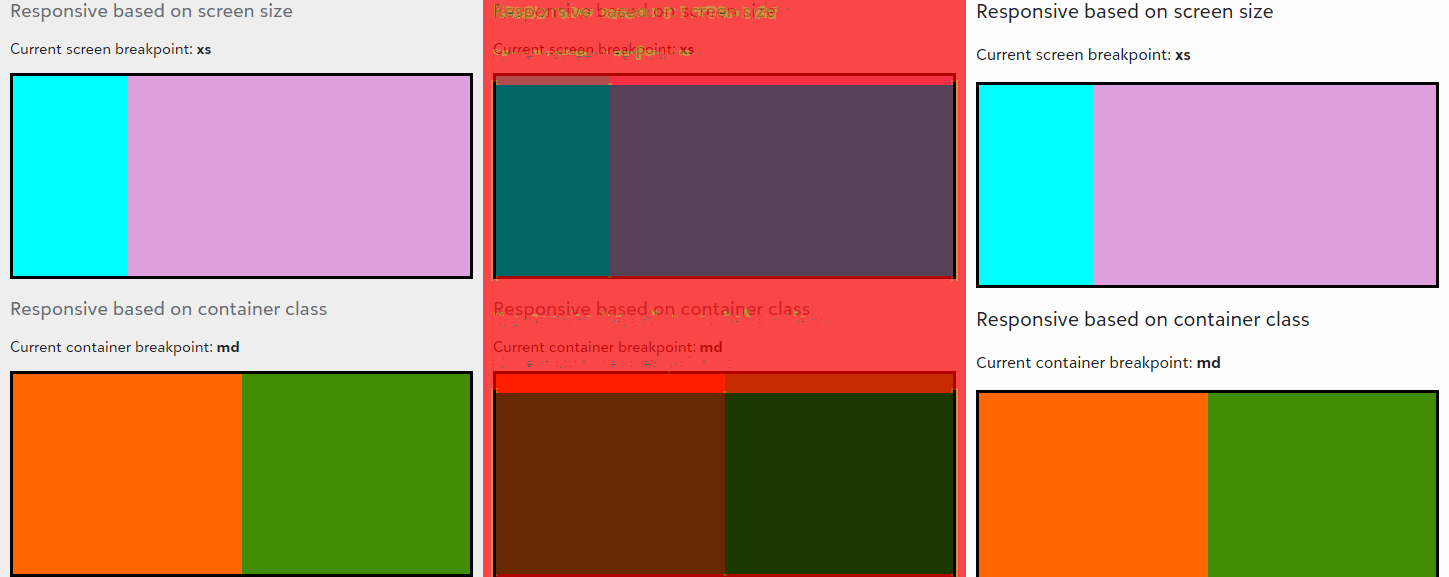 Responsive based on screen size
Current screen breakpoint: xs
Responsive based on container class
Current container breakpoint: md
Responsive based on screen size
Current screen breakpoint: xs
Responsive based on container class
Current container breakpoint: md
Responsive based on screen size
Current screen breakpoint: xs
Responsive based on container class
Current container breakpoint: md